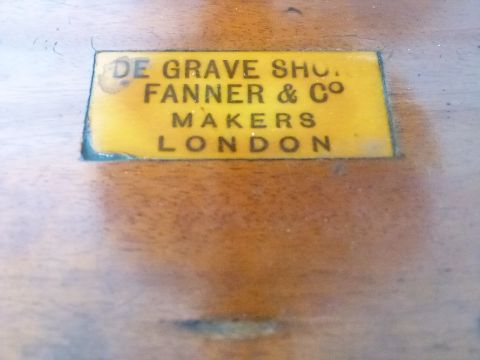 DE GRAVE
FANNER & Co
MAKERS
LONDON